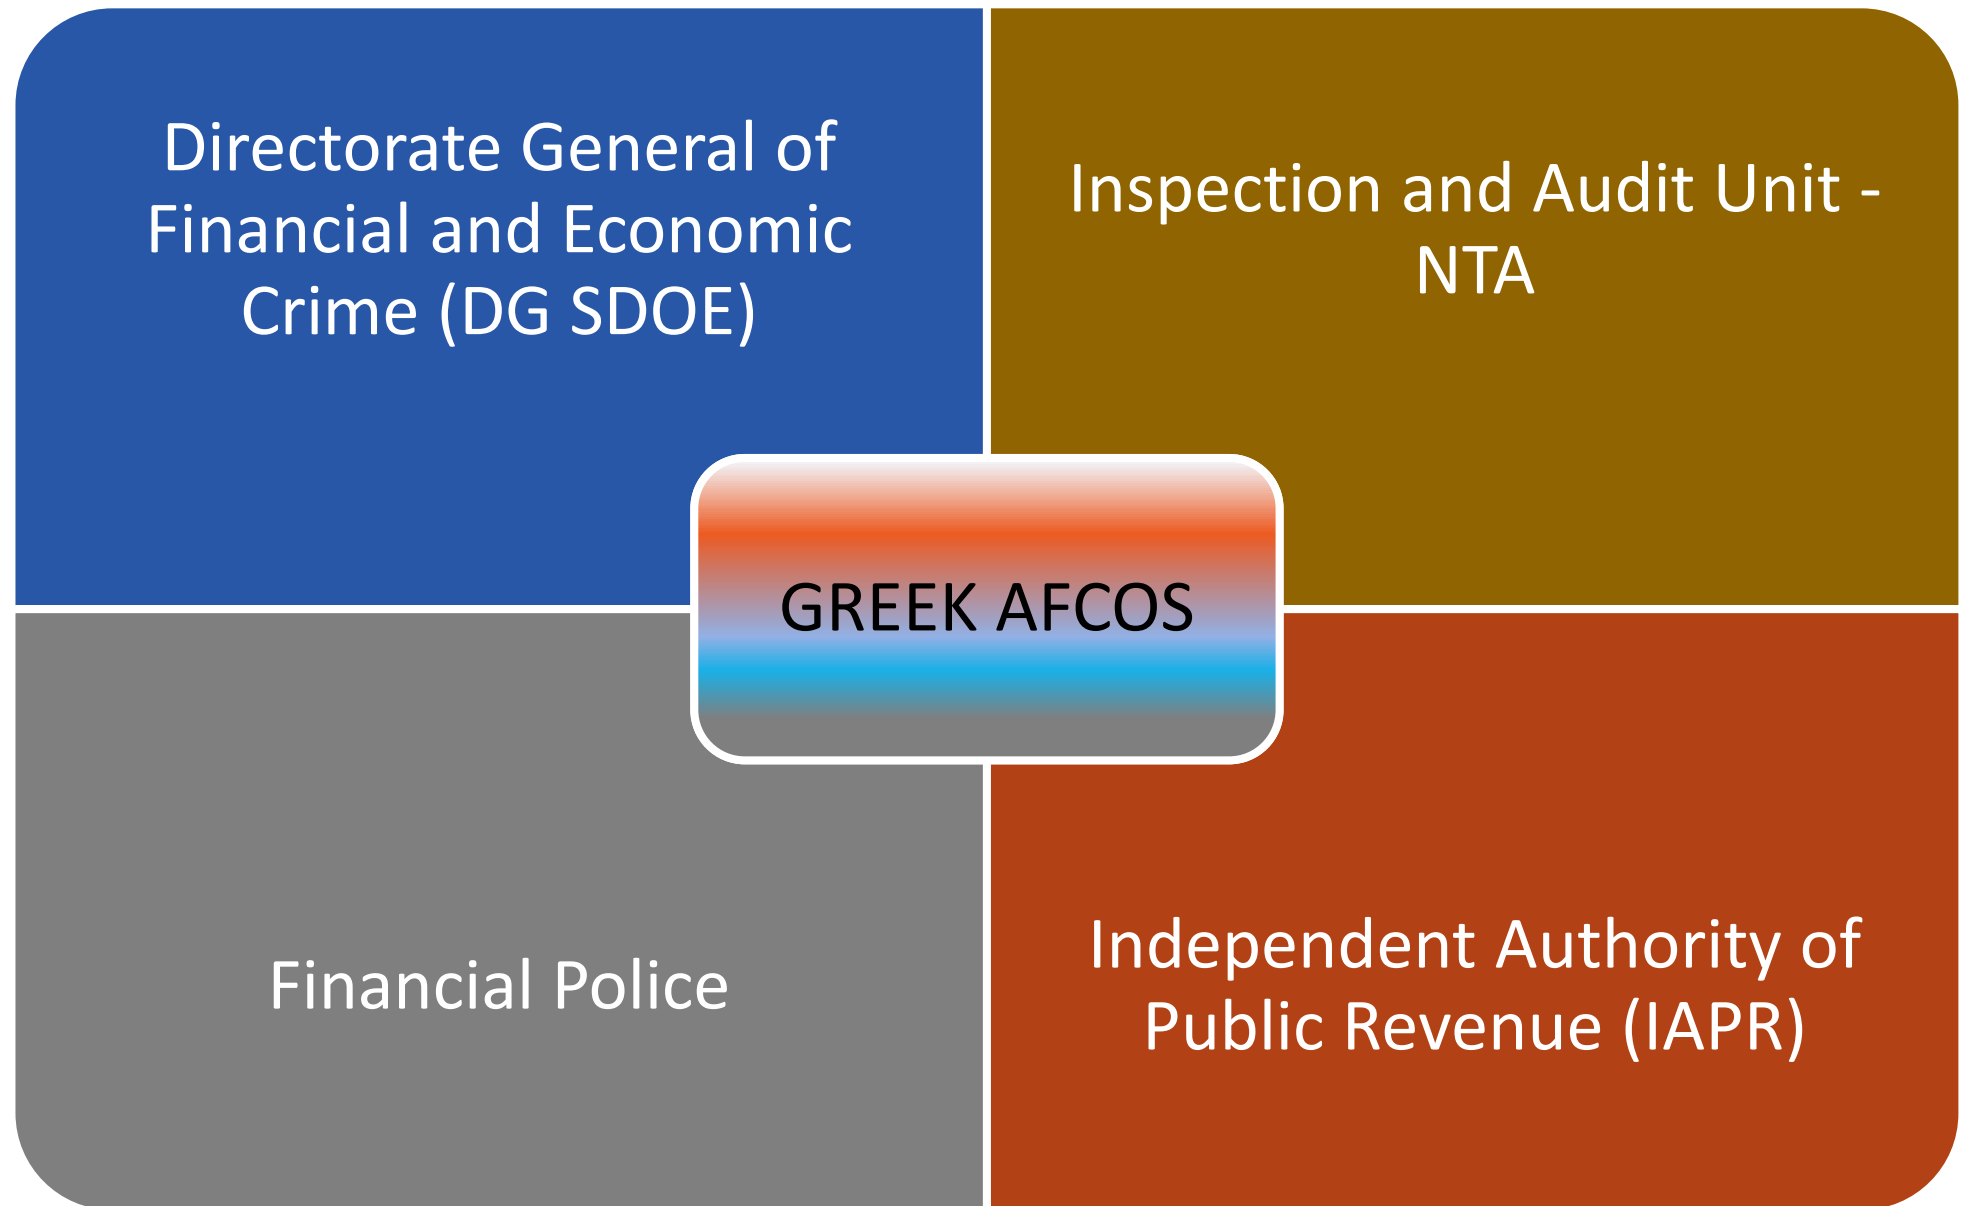 Directorate General of
Financial and Economic
Crime (DG SDOE)
Inspection and Audit Unit -
NTA
GREEK AFCOS
Financial Police
Independent Authority of
Public Revenue (IAPR)